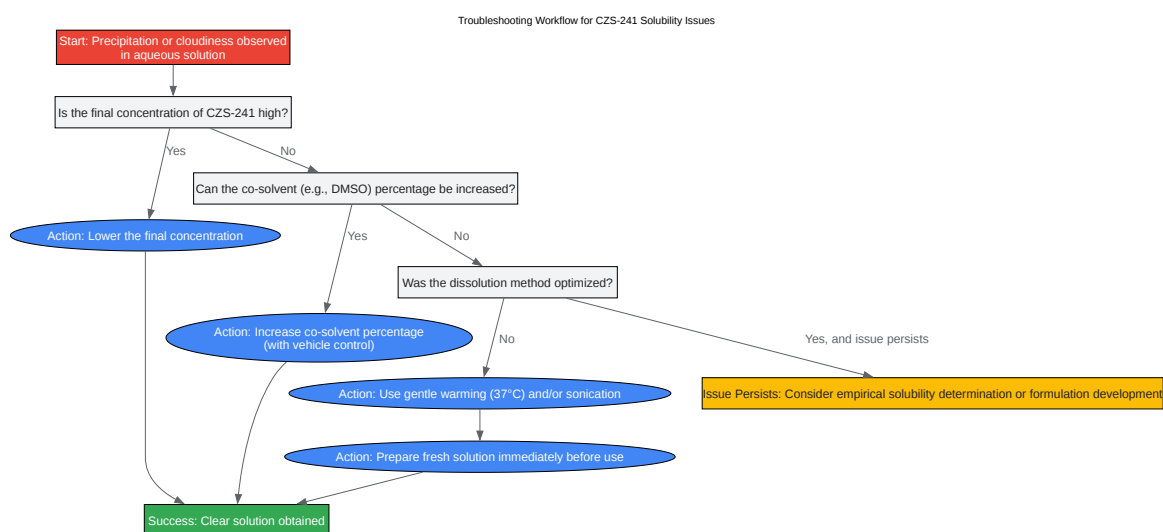 Troubleshooting Workflow for CZS-241 Solubility Issues
Start: Precipitation or cloudiness observed
in aqueous solution
Is the final concentration of CZS-241 high?
Yes
No
Can the co-solvent (e.g., DMSO) percentage be increased?
Action: Lower the final concentration
Yes
No
Was the dissolution method optimized?
Action: Increase co-solvent percentage
(with vehicle control)
No
Yes, and issue persists
Action: Use gentle warming (37°C) and/or sonication
Issue Persists: Consider empirical solubility determination or formulation development
Action: Prepare fresh solution immediately before use
Success: Clear solution obtained